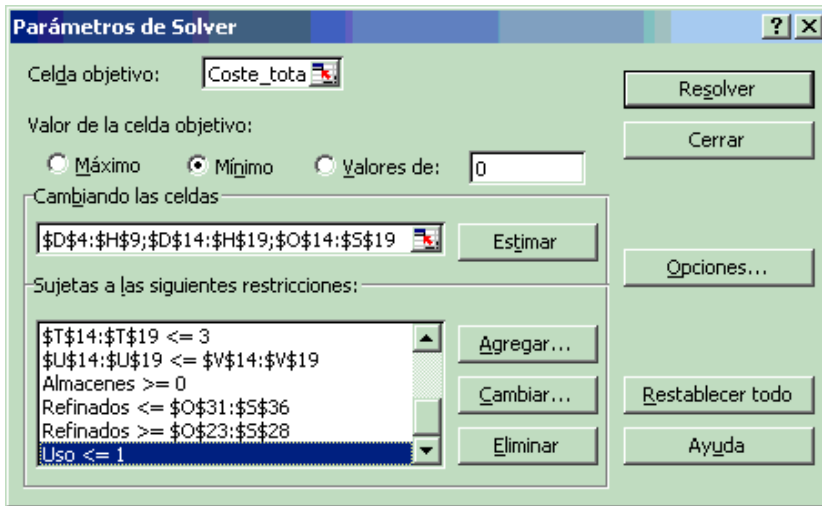 Parámetros de Solver
Celda objetivo: Coste_tota
Resolver
Valor de la celda objetivo:
Cerrar
Máximo Mínimo Valores de: 0
Cambiando las celdas
$D$4:$H$9;$D$14:$H$19;$O$14:$S$19 Estimar
Opciones...
Sujetas a las siguientes restricciones:
$T$14:$T$19 <= 3 Agregar...
$U$14:$U$19 <= $V$14:$V$19
Almacenes >= 0 Cambiar... Restablecer todo
Refinados <= $O$31:$S$36
Refinados >= $O$23:$S$28 Eliminar Ayuda
Uso <= 1